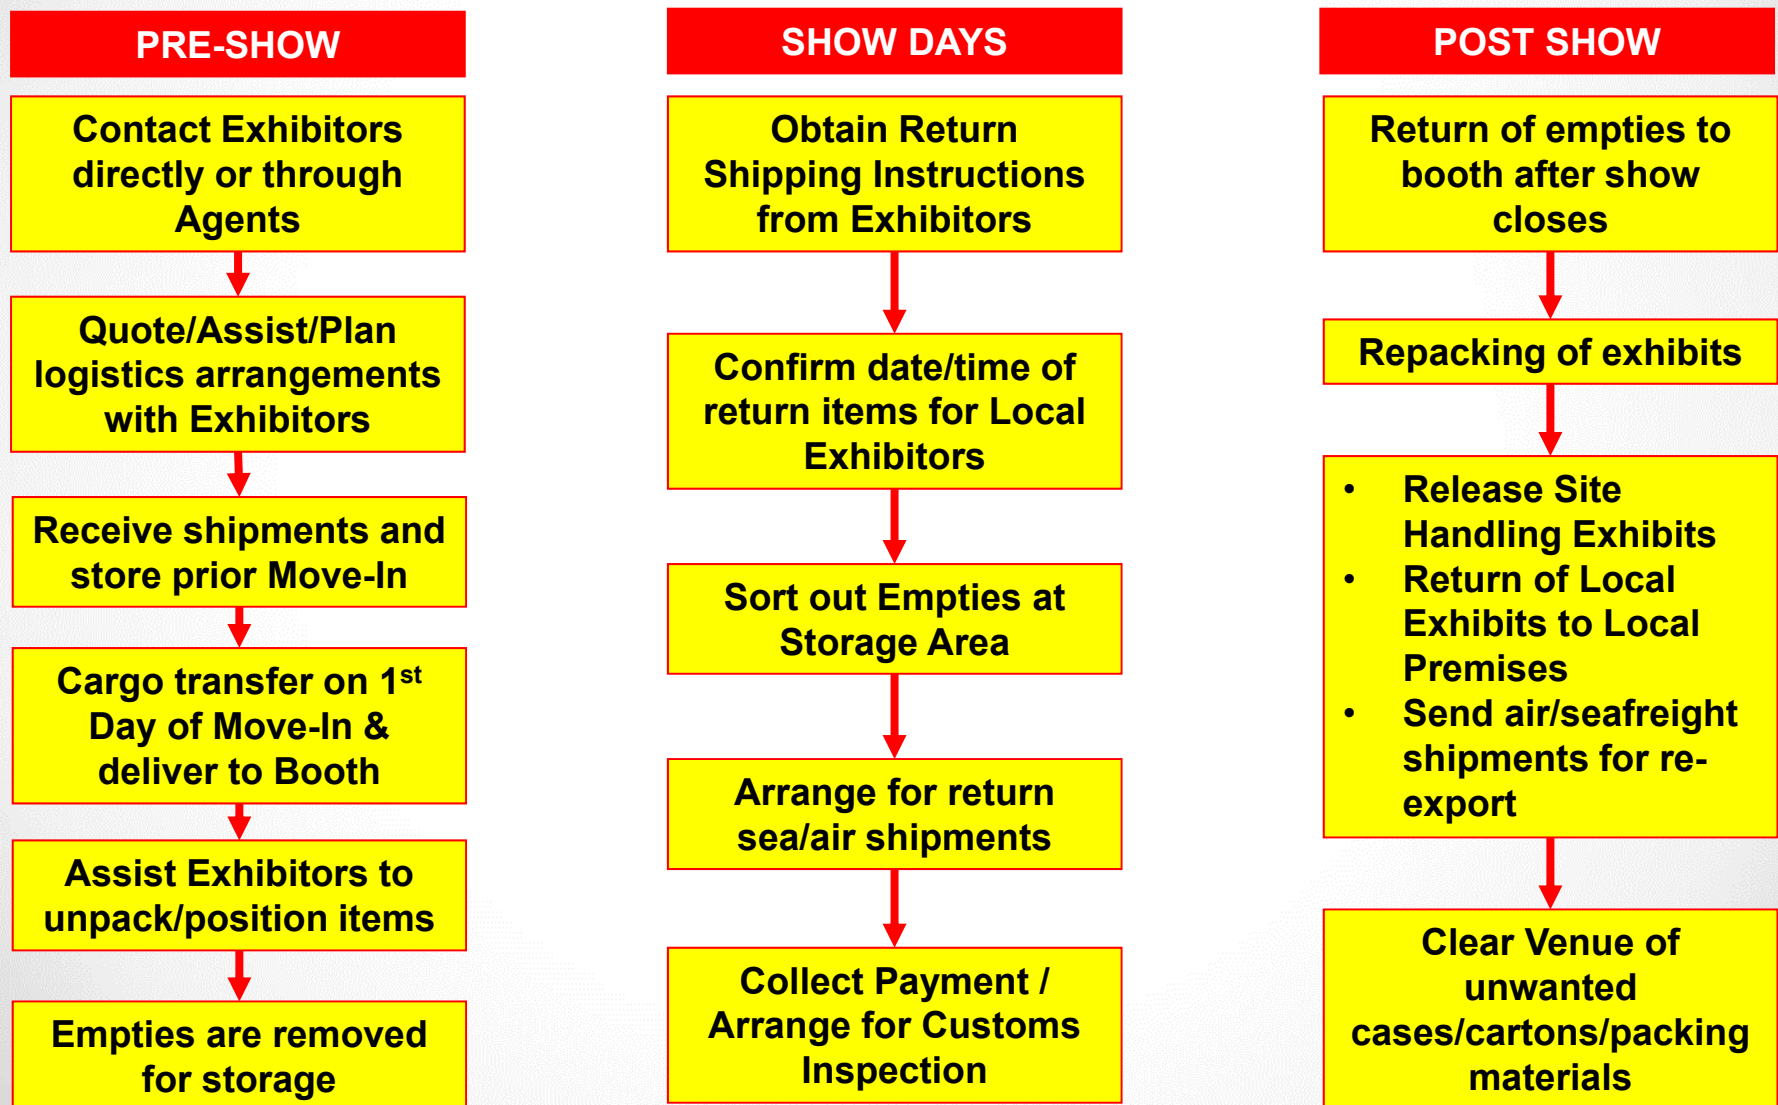 PRE-SHOW
Contact Exhibitors
directly or through
Agents
Quote/Assist/Plan
logistics arrangements
with Exhibitors
Receive shipments and
store prior Move-In
Cargo transfer on 1st
Day of Move-In &
deliver to Booth
Assist Exhibitors to
unpack/position items
Empties are removed
for storage
SHOW DAYS
Obtain Return
Shipping Instructions
from Exhibitors
Confirm date/time of
return items for Local
Exhibitors
Sort out Empties at
Storage Area
Arrange for return
sea/air shipments
Collect Payment /
Arrange for Customs
Inspection
POST SHOW
Return of empties to
booth after show
closes
Repacking of exhibits
• Release Site
Handling Exhibits
• Return of Local
Exhibits to Local
Premises
• Send air/seafreight
shipments for re-
export
Clear Venue of
unwanted
cases/cartons/packing
materials